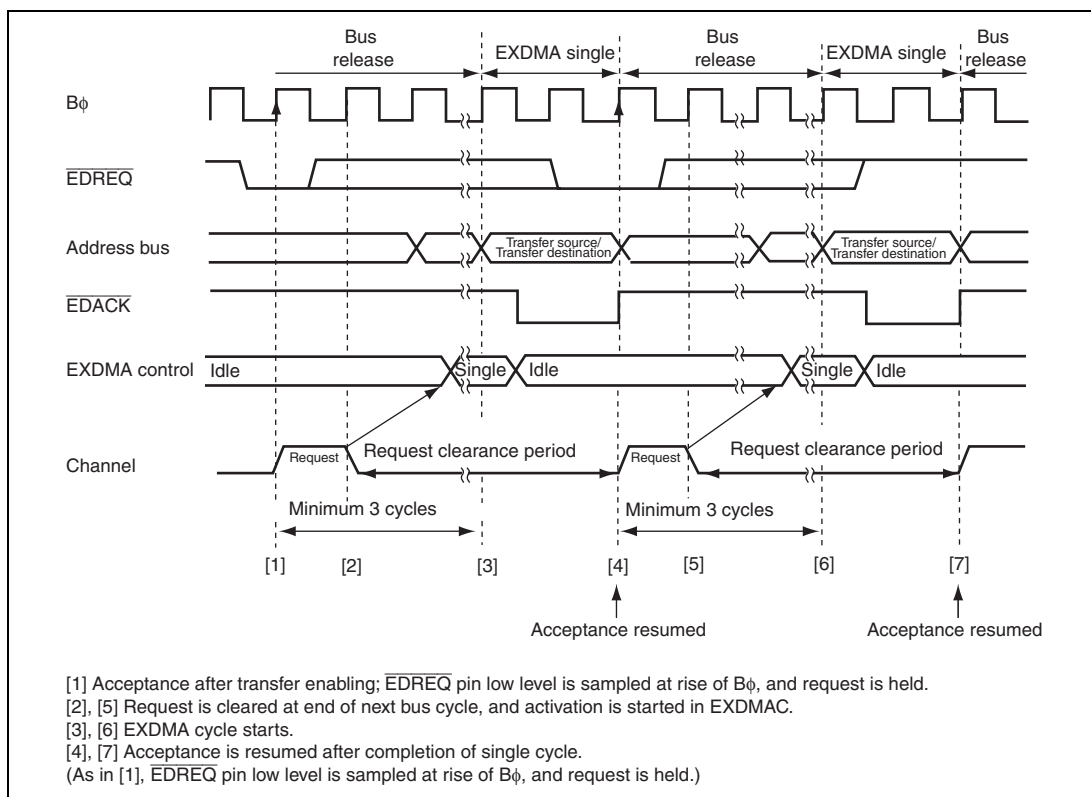 Bus release
EXDMA single
Bus release
EXDMA single
Bus release
Bφ
EDREQ
Address bus
Transfer source/
Transfer destination
Transfer source/
Transfer destination
EDACK
EXDMA control
Idle
Single
Idle
Single
Idle
Channel
Request
Request clearance period
Request
Request clearance period
Minimum 3 cycles
Minimum 3 cycles
[1]
[2]
[3]
[4]
[5]
[6]
[7]
Acceptance resumed
Acceptance resumed
[1] Acceptance after transfer enabling; EDREQ pin low level is sampled at rise of Bφ, and request is held.
[2], [5] Request is cleared at end of next bus cycle, and activation is started in EXDMAC.
[3], [6] EXDMA cycle starts.
[4], [7] Acceptance is resumed after completion of single cycle.
(As in [1], EDREQ pin low level is sampled at rise of Bφ, and request is held.)